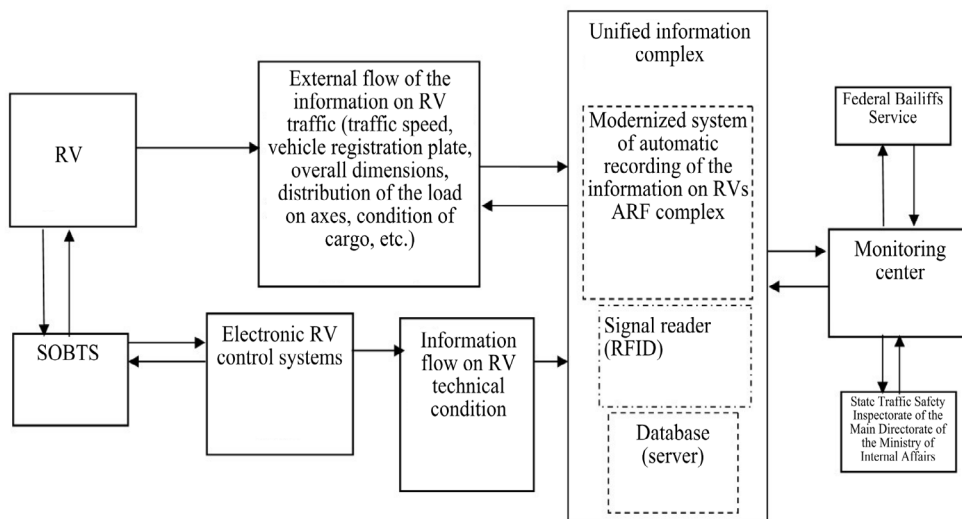 RV
External flow of the
information on RV
traffic (traffic speed,
vehicle registration plate,
overall dimensions,
distribution of the load
on axes, condition of
cargo, etc.)
Unified information
complex
Modernized system
of automatic
recording of the
information on RVs
ARF complex
Signal reader
(RFID)
Database
(server)
Federal Bailiffs
Service
Monitoring
center
State Traffic Safety
Inspectorate of the
Main Directorate of
the Ministry of
Internal Affairs
SOBTS
Electronic RV
control systems
Information
flow on RV
technical
condition